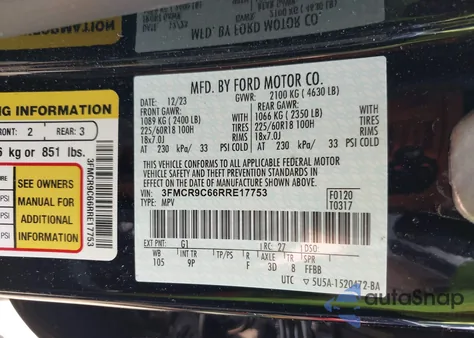 MFD. BY FORD MOTOR CO.
12/23
GVWR: 2100 KG ( 4630 LB)
FRONT GAWR:
1089 KG ( 2400 LB) WITH
225/60R18 100H TIRES
18x7.0J RIMS
AT 230 kPa/ 33 PSI COLD
REAR GAWR:
1066 KG ( 2350 LB) WITH
225/60R18 100H TIRES
18x7.0J RIMS
AT 230 kPa/ 33 PSI COLD
THIS VEHICLE CONFORMS TO ALL APPLICABLE FEDERAL MOTOR
VEHICLE SAFETY STANDARDS IN EFFECT ON THE
DATE OF MANUFACTURE SHOWN ABOVE.
VIN: 3FMCR9C66RRE17753
TYPE: MPV
F0120
T0317
EXT PNT: G1 RC: 27 DSO:
WB INT TR TP/PS R AXLE TR SPR
105 9P F 3D 8 FFBB
UTC 5U5A-1520472-BA
NG INFORMATION
RONT: 2 REAR: 3
kg or 851 lbs.
SEE OWNERS
MANUAL FOR
ADDITIONAL
INFORMATION
3FMCR9C66RRE17753
autoSnap